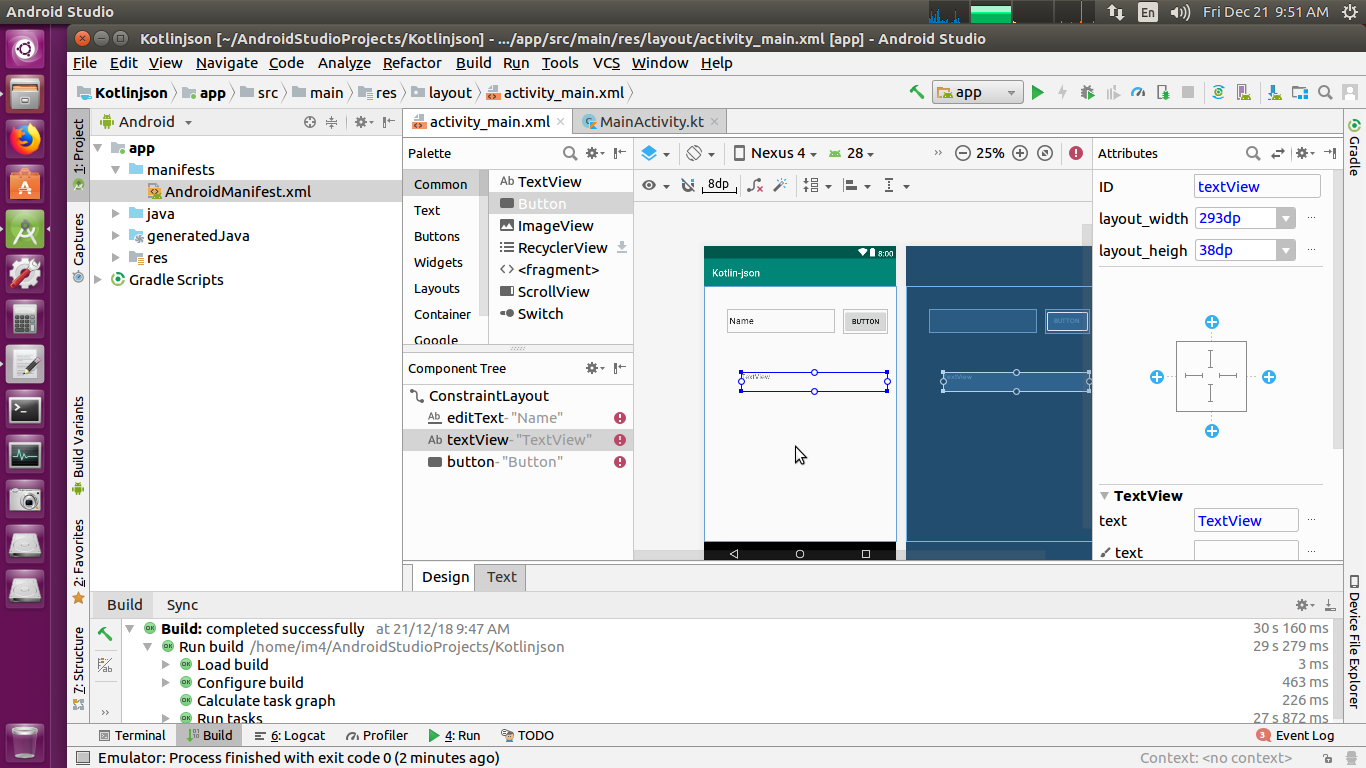 Android Studio
En
Fri Dec 21 9:51 AM
Kotlinjson [~/AndroidStudioProjects/Kotlinjson] - .../app/src/main/res/layout/activity_main.xml [app] - Android Studio
File Edit View Navigate Code Analyze Refactor Build Run Tools VCS Window Help
Kotlinjson app src main res layout activity_main.xml
app
1: Project
Captures
Build Variants
2: Favorites
7: Structure
Android
app
manifests
AndroidManifest.xml
java
generatedJava
res
Gradle Scripts
activity_main.xml
MainActivity.kt
Palette
Common
Text
Buttons
Widgets
Layouts
Container
Google
Ab TextView
Button
ImageView
RecyclerView
<> <fragment>
ScrollView
Switch
Component Tree
ConstraintLayout
Ab editText- "Name"
Ab textView- "TextView"
button- "Button"
Nexus 4
28
»
25%
8dp
8:00
Kotlin-json
Name
BUTTON
TextView
BUTTON
TextView
Attributes
ID textView
layout_width 293dp
layout_heigh 38dp
TextView
text TextView
text
Gradle
Device File Explorer
Design Text
Build Sync
Build: completed successfully at 21/12/18 9:47 AM 30 s 160 ms
Run build /home/im4/AndroidStudioProjects/Kotlinjson 29 s 279 ms
Load build 3 ms
Configure build 463 ms
Calculate task graph 226 ms
Run tasks 27 s 872 ms
»
Terminal Build 6: Logcat Profiler 4: Run TODO 3 Event Log
Emulator: Process finished with exit code 0 (2 minutes ago) Context: <no context>